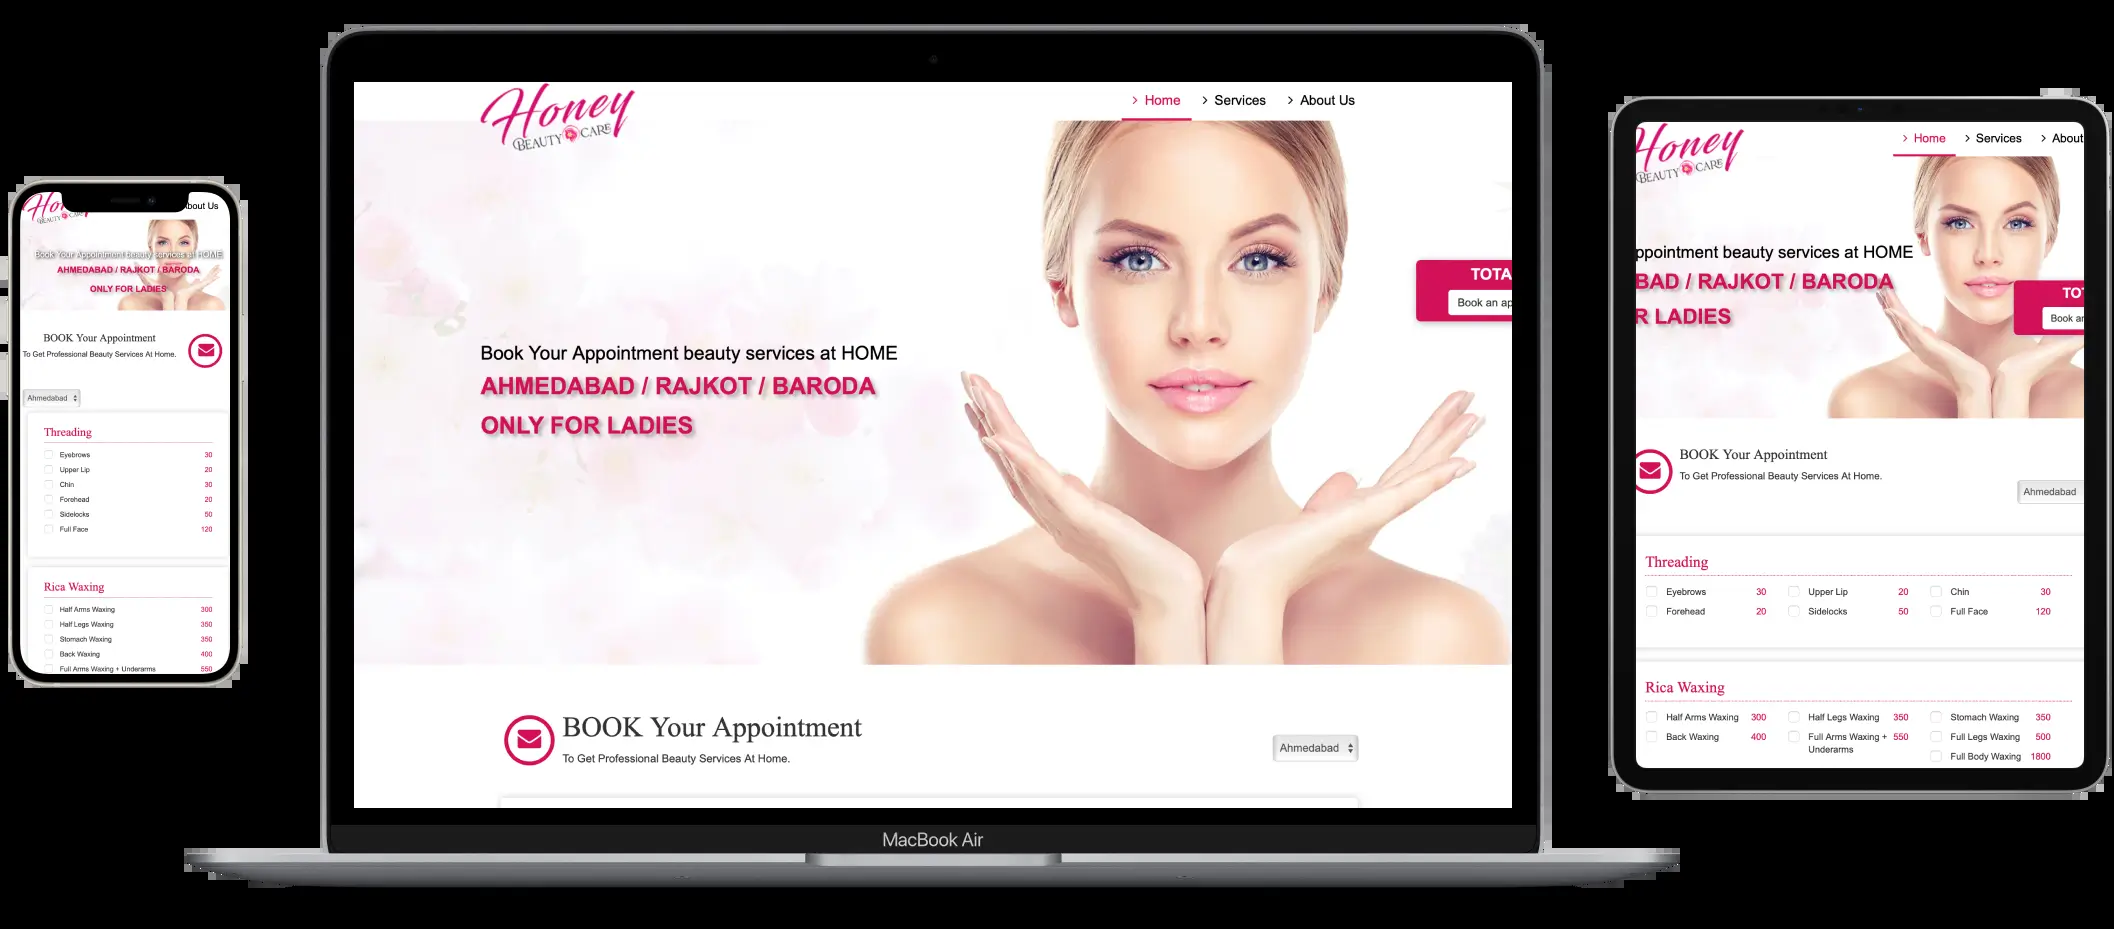 Hon
BEAUTY CARE
bout Us
Book Your Appointment beauty services at HOME
AHMEDABAD / RAJKOT / BARODA
ONLY FOR LADIES
BOOK Your Appointment
To Get Professional Beauty Services At Home.
Ahmedabad
Threading
Eyebrows 30
Upper Lip 20
Chin 30
Forehead 20
Sidelocks 50
Full Face 120
Rica Waxing
Half Arms Waxing 300
Half Legs Waxing 350
Stomach Waxing 350
Back Waxing 400
Full Arms Waxing + Underarms 550
Honey
BEAUTY CARE
> Home > Services > About Us
TOTA
Book an ap
Book Your Appointment beauty services at HOME
AHMEDABAD / RAJKOT / BARODA
ONLY FOR LADIES
BOOK Your Appointment
To Get Professional Beauty Services At Home.
Ahmedabad
MacBook Air
Honey
BEAUTY CARE
> Home > Services > About
ppointment beauty services at HOME
BAD / RAJKOT / BARODA
R LADIES
TOT
Book an
BOOK Your Appointment
To Get Professional Beauty Services At Home.
Ahmedabad
Threading
Eyebrows 30 Upper Lip 20 Chin 30
Forehead 20 Sidelocks 50 Full Face 120
Rica Waxing
Half Arms Waxing 300 Half Legs Waxing 350 Stomach Waxing 350
Back Waxing 400 Full Arms Waxing + 550 Full Legs Waxing 500
Underarms
Full Body Waxing 1800